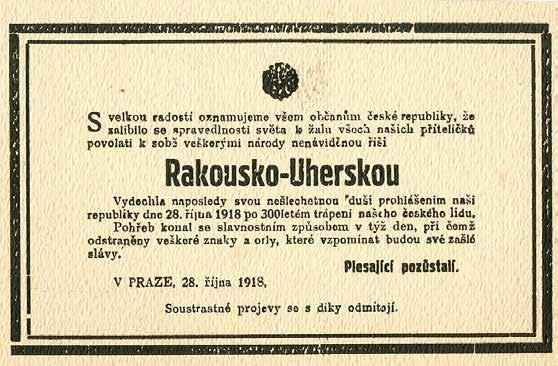 S velkou radostí oznamujeme všem občanům české republiky, že
zalíbilo se spravedlnosti světa k žalu všech našich přítelíčků
povolati k sobě veškerými národy nenáviděnou říši
Rakousko-Uherskou
Vydechla naposledy svou nešlechetnou duši prohlášením naší
republiky dne 28. října 1918 po 300letém trápení našeho českého lidu.
Pohřeb konal se slavnostním způsobem v týž den, při čemž
odstraněny veškeré znaky a orly, které vzpomínat budou své zašlé
slávy.
Plesající pozůstalí.
V PRAZE, 28. října 1918,
Soustrastné projevy se s díky odmítají.